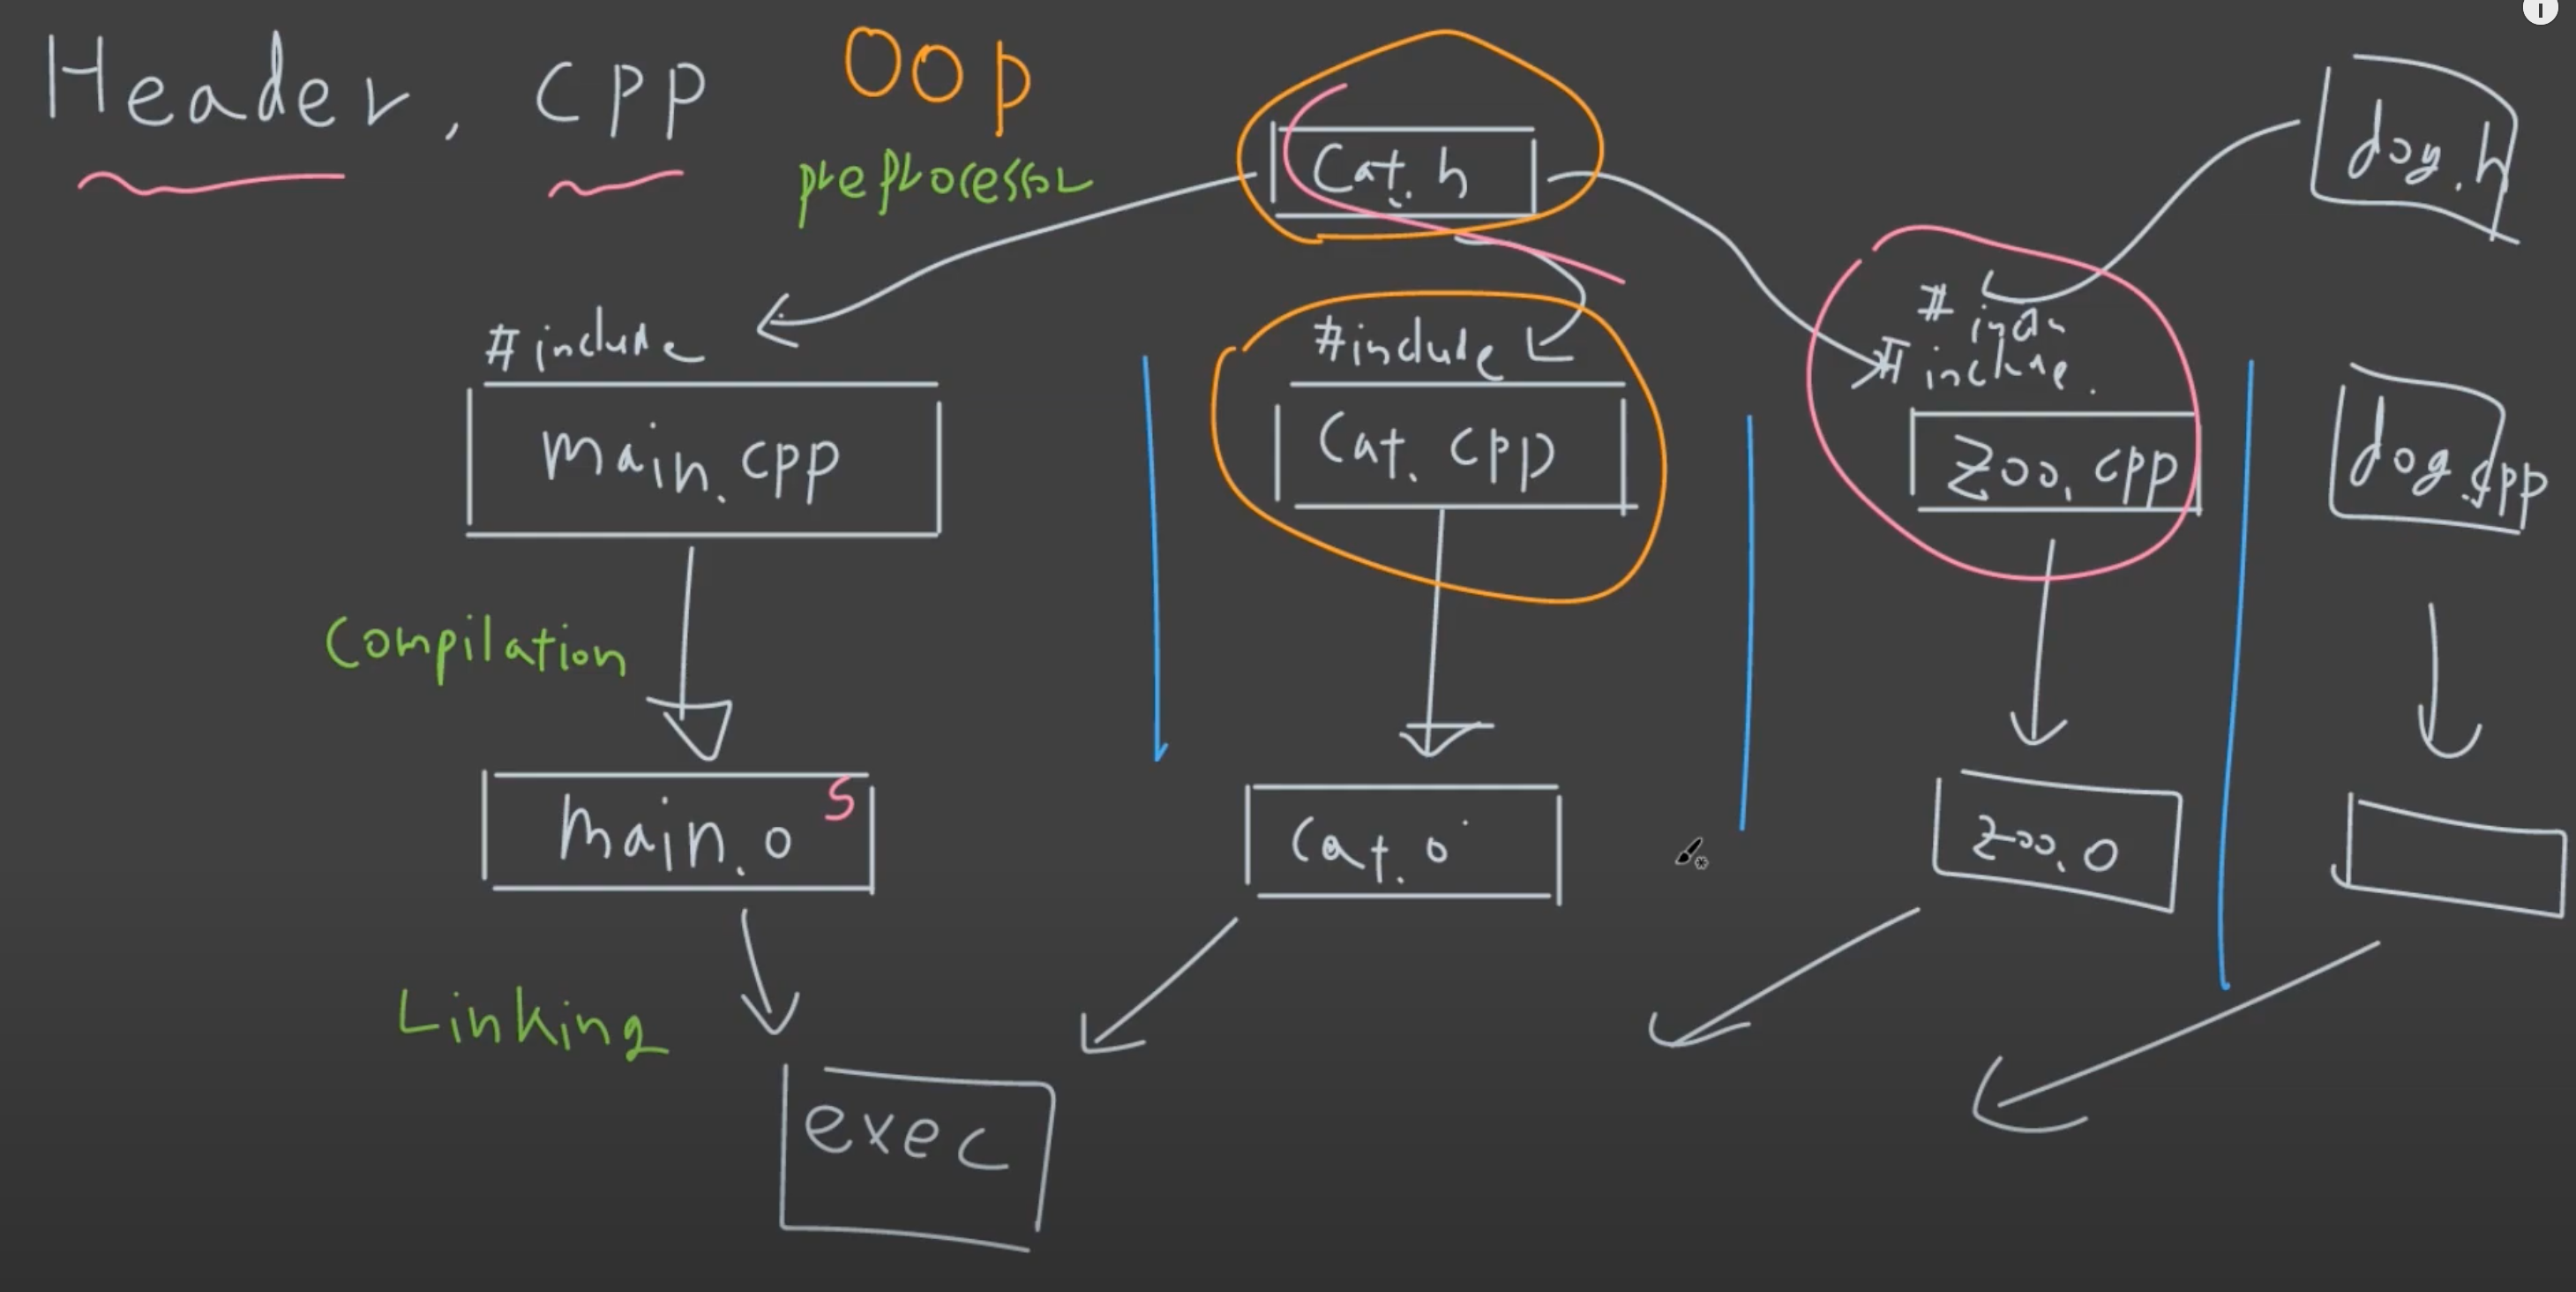 Header, cpp
OOP
preprocessor
Cat.h
dog.h
#include
main.cpp
#include
Cat.cpp
#
include.
zoo.cpp
dog.cpp
Compilation
main.o
5
Cat.o
zoo.o
Linking
exec